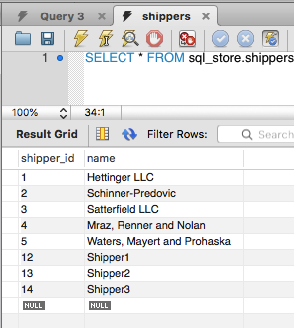 Query 3
shippers
1
SELECT * FROM sql_store.shippers
100%
34:1
Result Grid
Filter Rows:
Search
shipper_id name
1 Hettinger LLC
2 Schinner-Predovic
3 Satterfield LLC
4 Mraz, Renner and Nolan
5 Waters, Mayert and Prohaska
12 Shipper1
13 Shipper2
14 Shipper3
NULL NULL